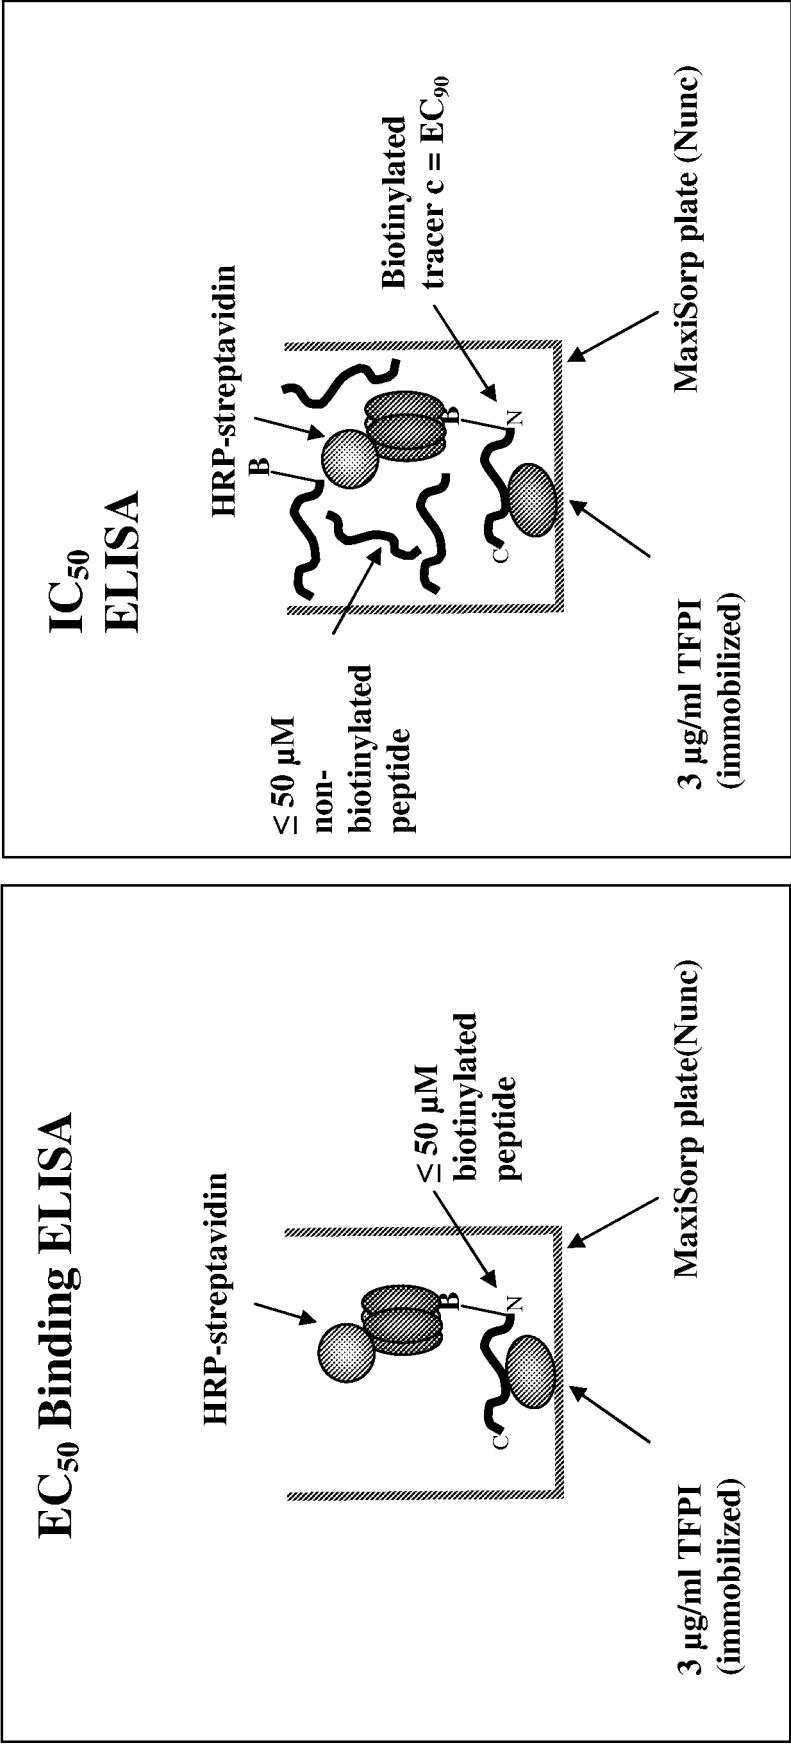 EC50 Binding ELISA
HRP-streptavidin
B
N
C
≤ 50 µM
biotinylated
peptide
3 µg/ml TFPI
(immobilized)
MaxiSorp plate(Nunc)
IC50
ELISA
HRP-streptavidin
B
B
N
C
≤ 50 µM
non-
biotinylated
peptide
Biotinylated
tracer c = EC90
3 µg/ml TFPI
(immobilized)
MaxiSorp plate (Nunc)